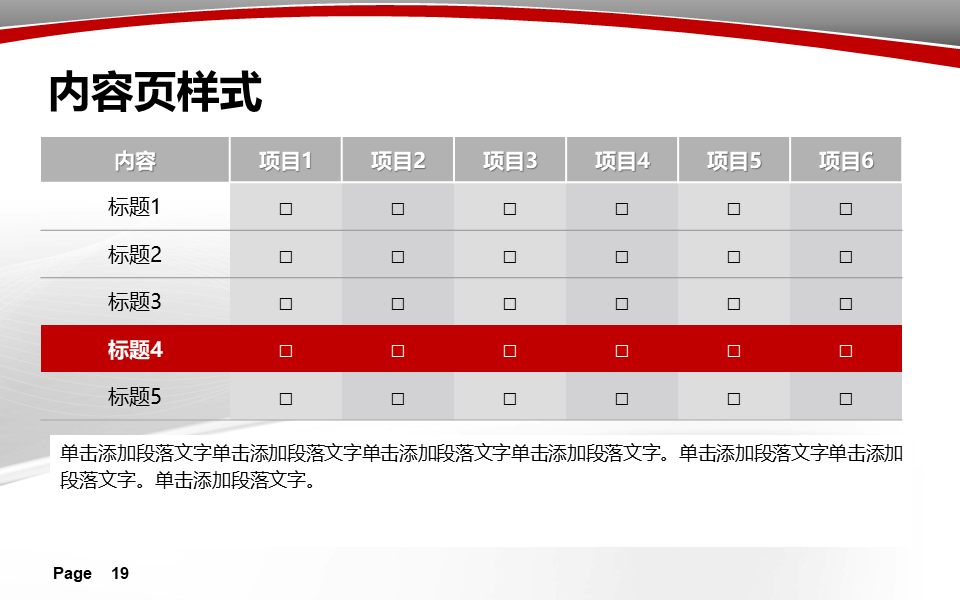 内容页样式
内容 项目1 项目2 项目3 项目4 项目5 项目6
标题1 □ □ □ □ □ □
标题2 □ □ □ □ □ □
标题3 □ □ □ □ □ □
标题4 □ □ □ □ □ □
标题5 □ □ □ □ □ □
单击添加段落文字单击添加段落文字单击添加段落文字单击添加段落文字。单击添加段落文字单击添加
段落文字。单击添加段落文字。
Page 19